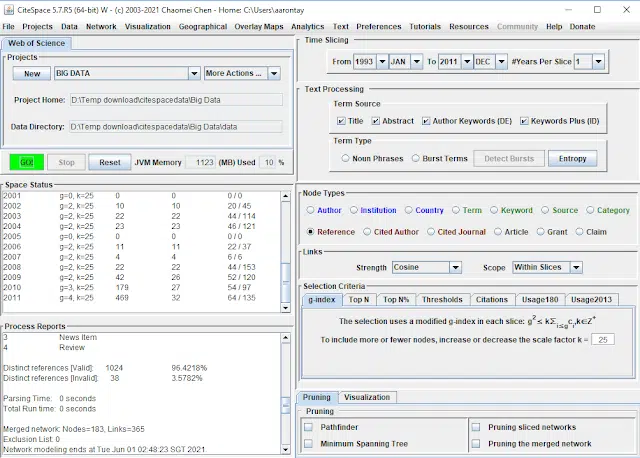 CiteSpace 5.7.R5 (64-bit) W - (c) 2003-2021 Chaomei Chen - Home: C:\Users\aarontay
File Projects Data Network Visualization Geographical Overlay Maps Analytics Text Preferences Tutorials Resources Community Help Donate
Web of Science
Projects
New BIG DATA More Actions ...
Project Home: D:\Temp download\citespacedata\Big Data
Data Directory: D:\Temp download\citespacedata\Big Data\data
GO! Stop Reset JVM Memory 1123 (MB) Used 10 %
Space Status
2001 g=0, k=25 0 0 0 / 0
2002 g=2, k=25 10 10 20 / 45
2003 g=2, k=25 22 22 44 / 114
2004 g=2, k=25 23 23 46 / 121
2005 g=0, k=25 0 0 0 / 0
2006 g=2, k=25 11 11 22 / 37
2007 g=2, k=25 4 4 6 / 6
2008 g=2, k=25 22 22 44 / 153
2009 g=2, k=25 42 26 52 / 120
2010 g=3, k=25 179 27 54 / 97
2011 g=4, k=25 469 32 64 / 135
Process Reports
3 News Item
4 Review
Distinct references [Valid]: 1024 96.4218%
Distinct references [Invalid]: 38 3.5782%
Parsing Time: 0 seconds
Total Run time: 0 seconds
Merged network: Nodes=183, Links=365
Exclusion List: 0
Network modeling ends at Tue Jun 01 02:48:23 SGT 2021.
Time Slicing
From 1993 JAN To 2011 DEC #Years Per Slice 1
Text Processing
Term Source
Title Abstract Author Keywords (DE) Keywords Plus (ID)
Term Type
Noun Phrases Burst Terms Detect Bursts Entropy
Node Types
Author Institution Country Term Keyword Source Category
Reference Cited Author Cited Journal Article Grant Claim
Links
Strength Cosine Scope Within Slices
Selection Criteria
g-index Top N Top N% Thresholds Citations Usage180 Usage2013
The selection uses a modified g-index in each slice: g² ≤ kΣi≤g ci, k∈Z⁺
To include more or fewer nodes, increase or decrease the scale factor k = 25
Pruning Visualization
Pruning
Pathfinder Pruning sliced networks
Minimum Spanning Tree Pruning the merged network